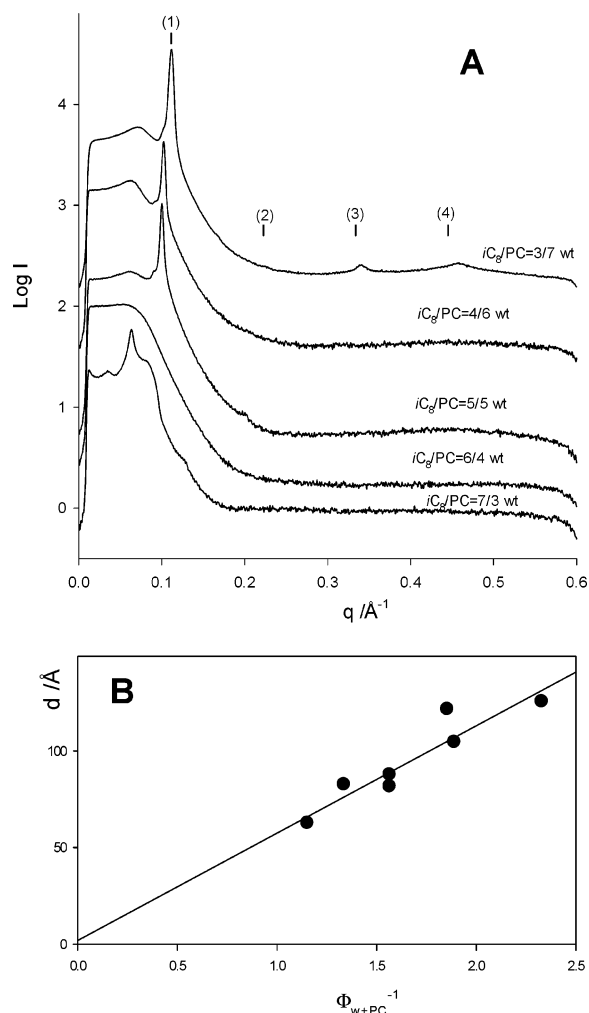 (1)
A
4
3
2
1
0
Log I
(2)
(3)
(4)
iC8/PC=3/7 wt
iC8/PC=4/6 wt
iC8/PC=5/5 wt
iC8/PC=6/4 wt
iC8/PC=7/3 wt
0.0 0.1 0.2 0.3 0.4 0.5 0.6
q /Å-1
B
d /Å
100
50
0
0.0 0.5 1.0 1.5 2.0 2.5
Φw+PC-1